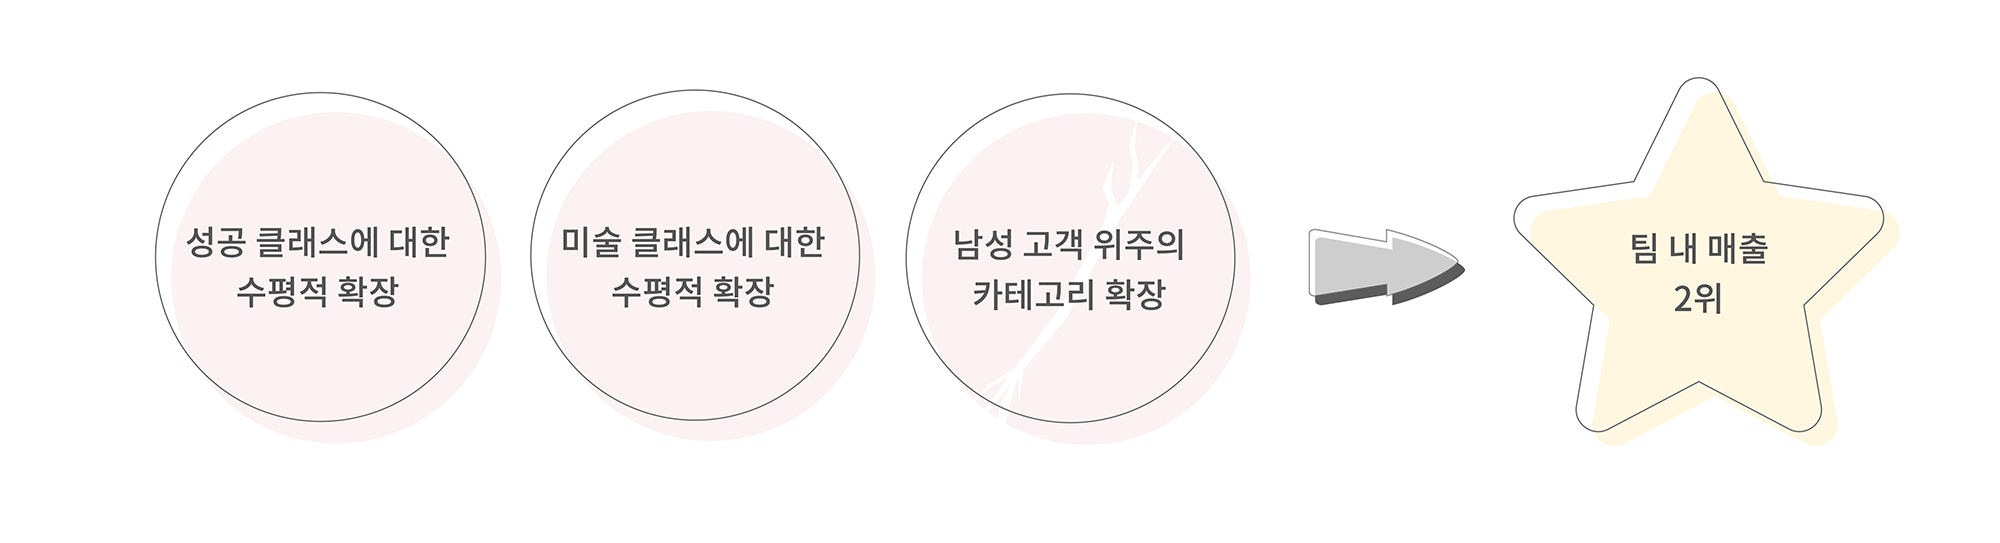 성공 클래스에 대한
수평적 확장
미술 클래스에 대한
수평적 확장
남성 고객 위주의
카테고리 확장
팀 내 매출
2위